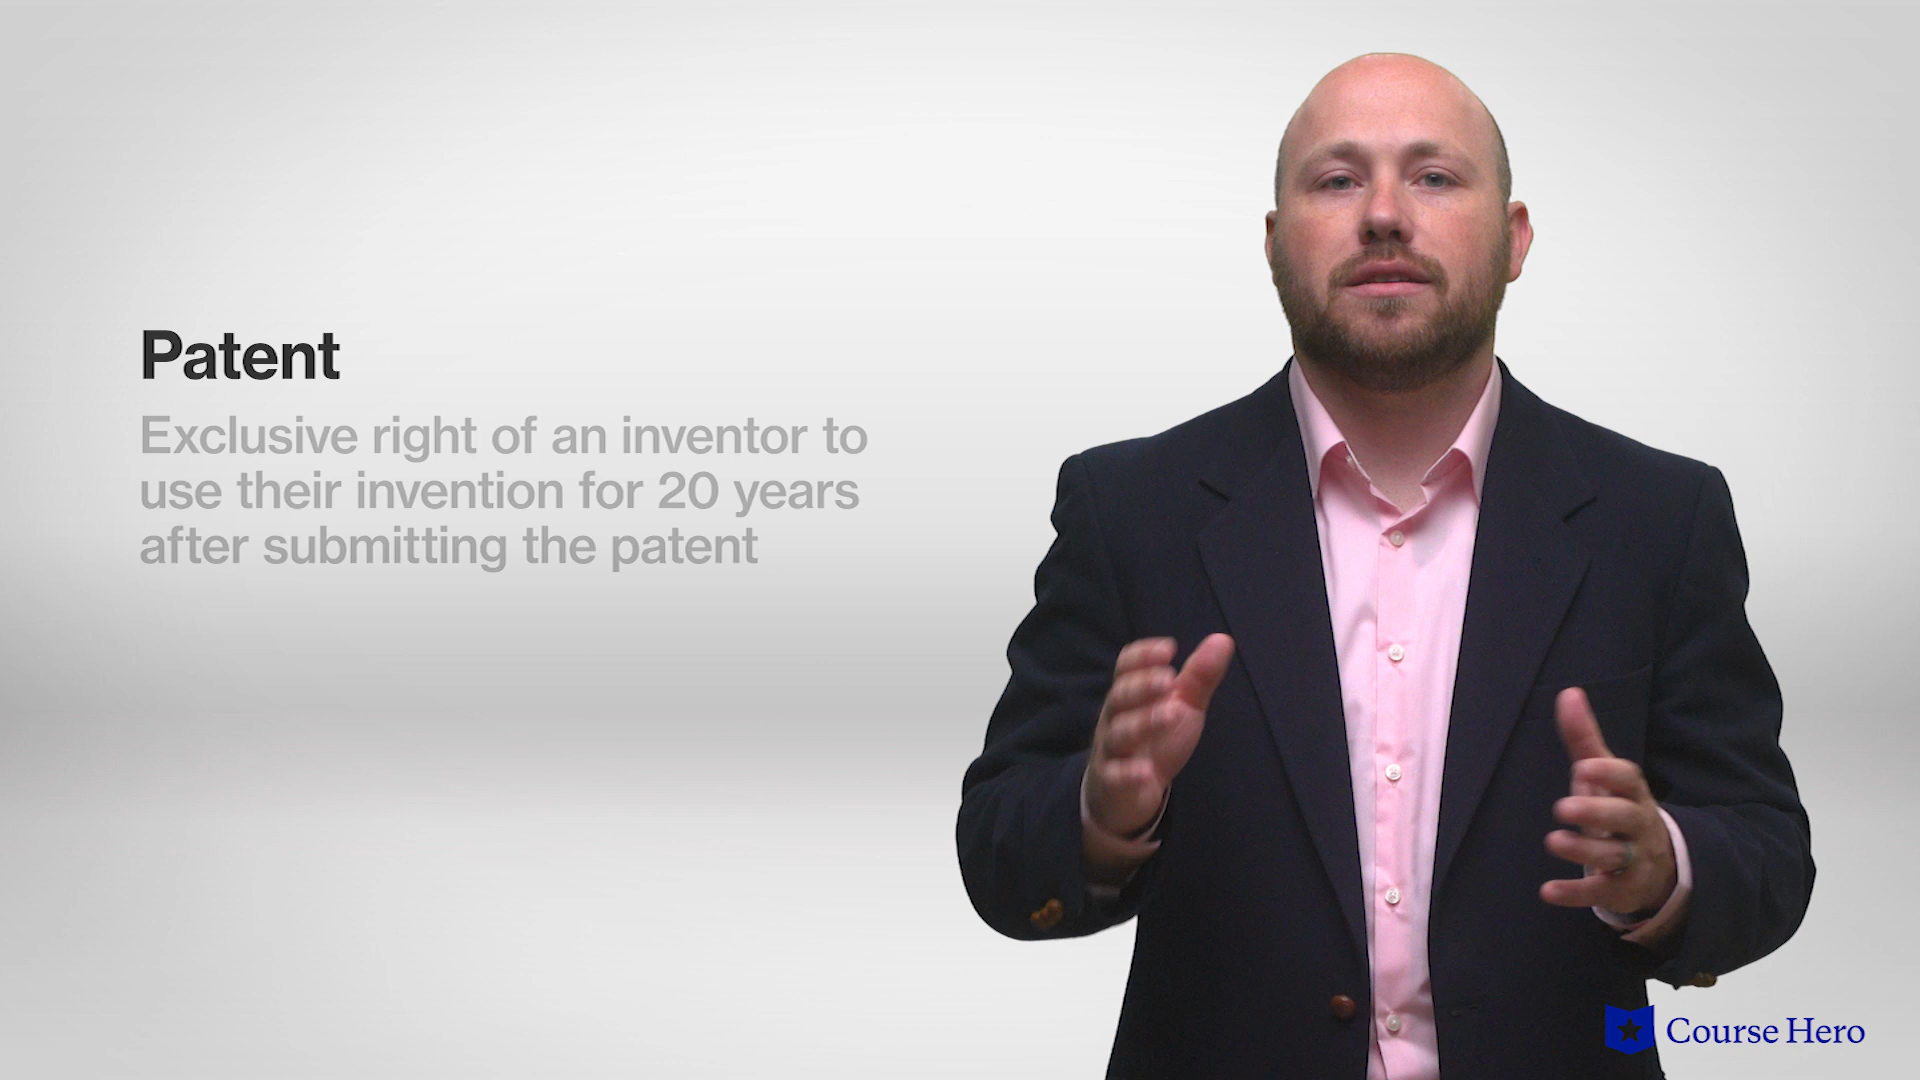 Patent
Exclusive right of an inventor to
use their invention for 20 years
after submitting the patent
Course Hero